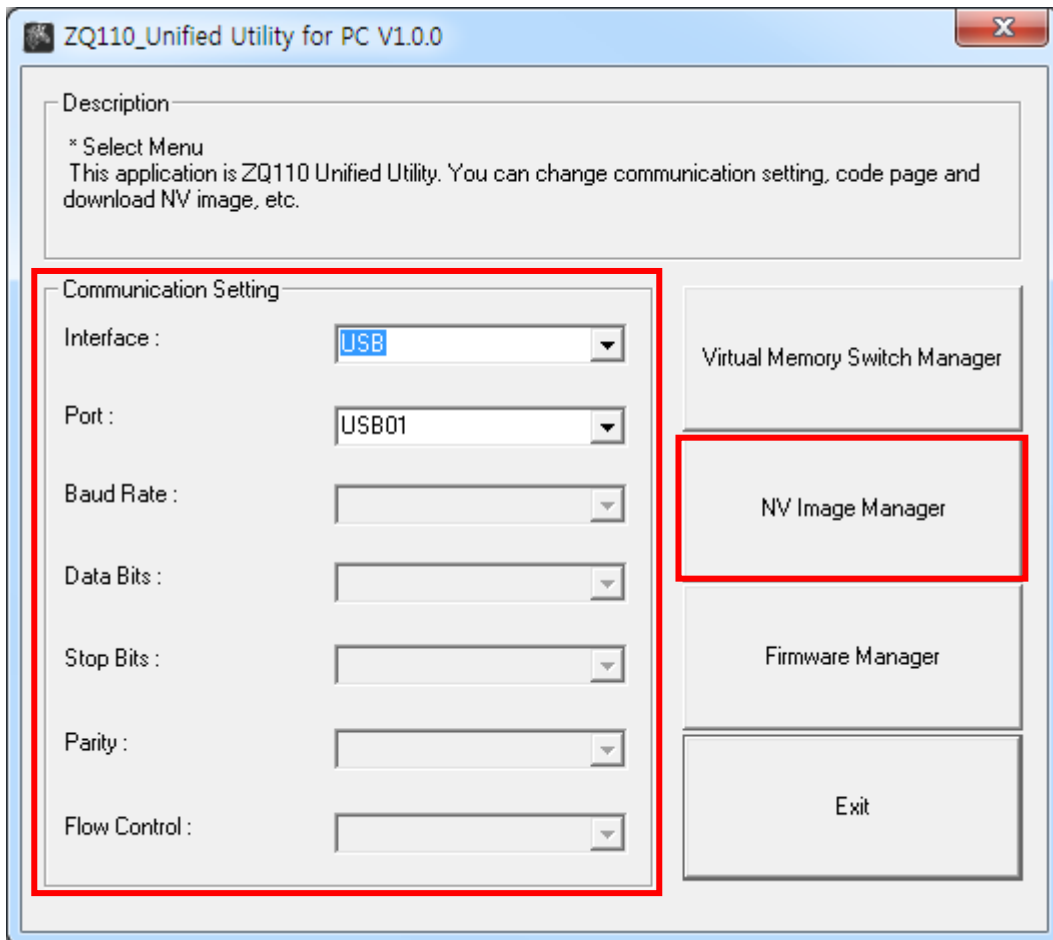 ZQ110_Unified Utility for PC V1.0.0
Description
* Select Menu
This application is ZQ110 Unified Utility. You can change communication setting, code page and
download NV image, etc.
Communication Setting
Interface :
USB
Port :
USB01
Baud Rate :
Data Bits :
Stop Bits :
Parity :
Flow Control :
Virtual Memory Switch Manager
NV Image Manager
Firmware Manager
Exit